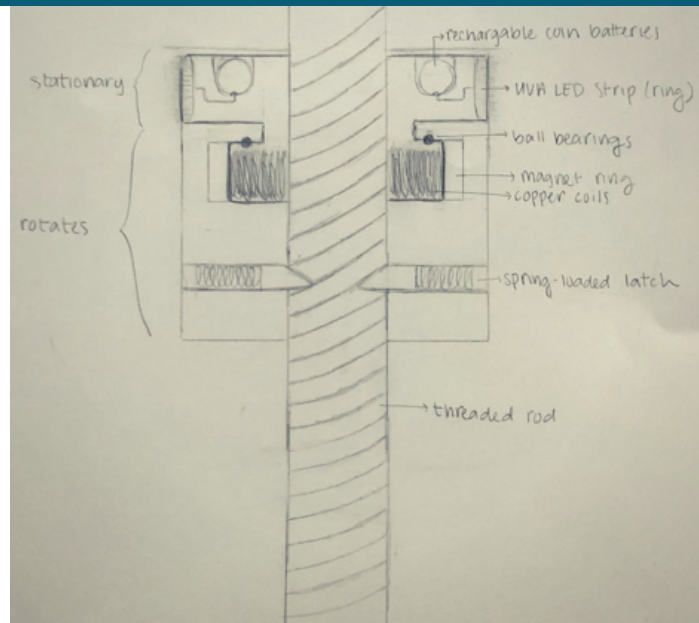 rechargable coin batteries
stationary
UVA LED Strip (ring)
ball bearings
magnet ring
copper coils
rotates
spring-loaded latch
threaded rod